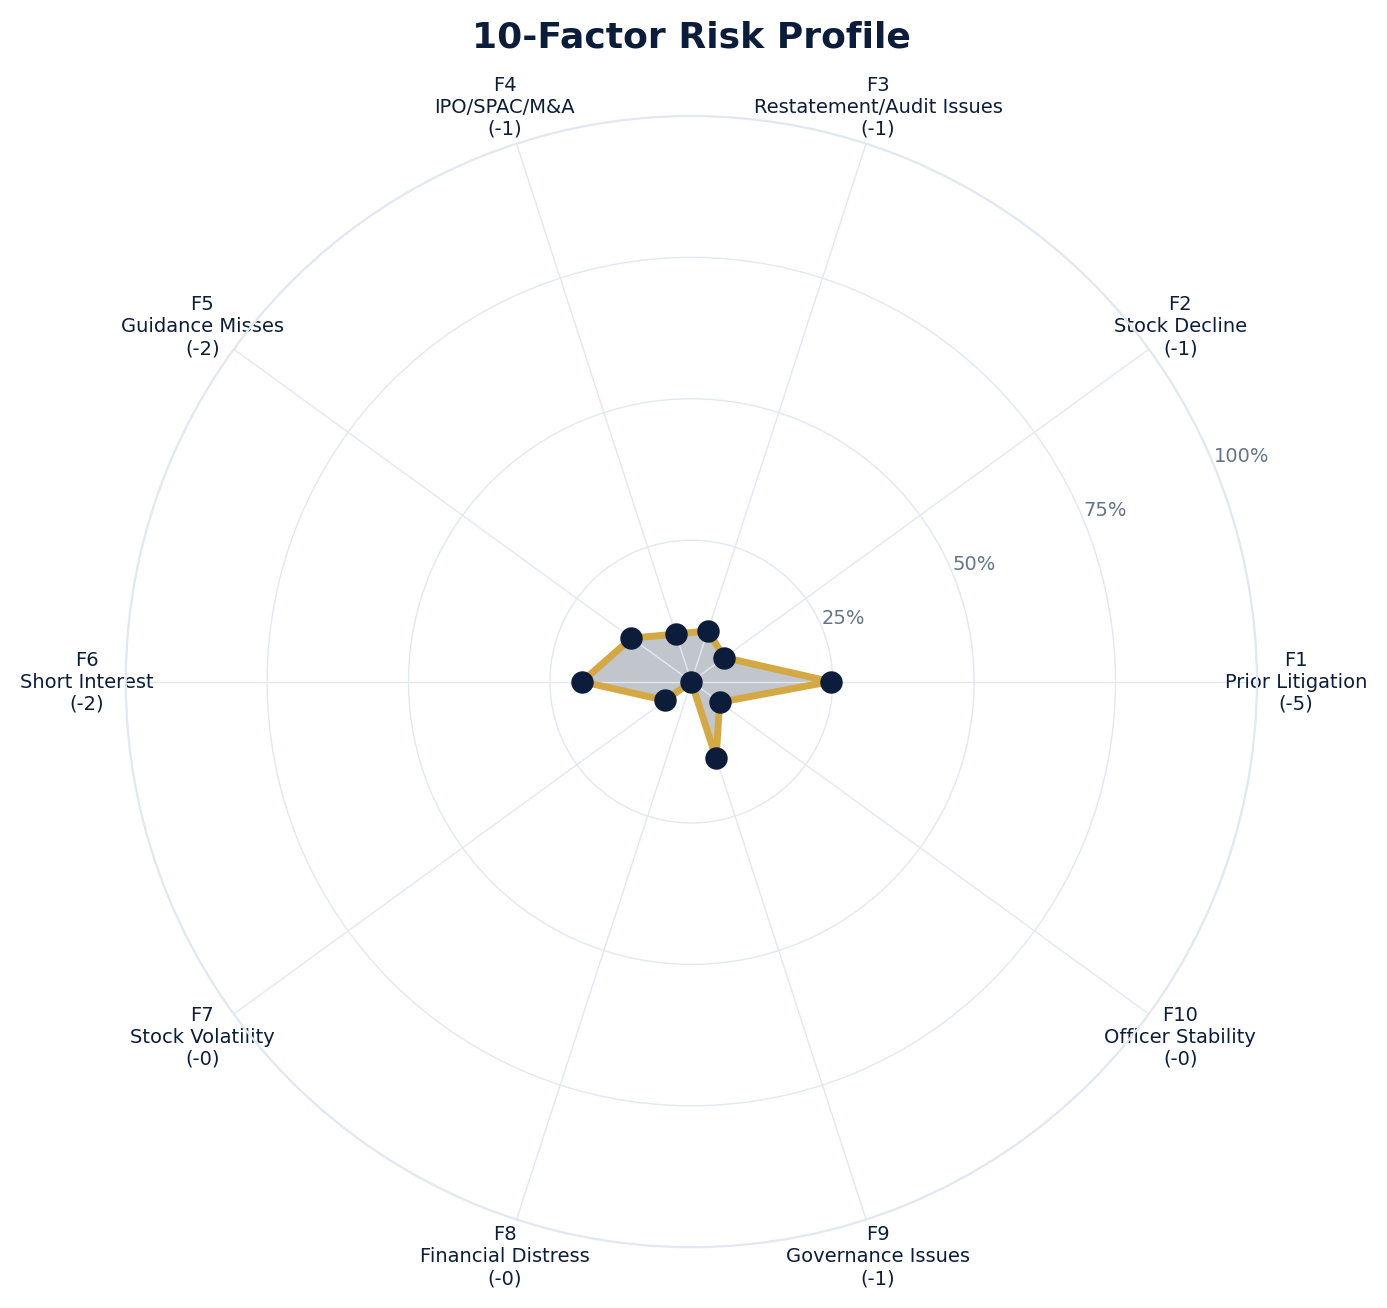 10-Factor Risk Profile
F4
IPO/SPAC/M&A
(-1)
F3
Restatement/Audit Issues
(-1)
F5
Guidance Misses
(-2)
F2
Stock Decline
(-1)
100%
75%
50%
25%
F6
Short Interest
(-2)
F1
Prior Litigation
(-5)
F7
Stock Volatility
(-0)
F10
Officer Stability
(-0)
F8
Financial Distress
(-0)
F9
Governance Issues
(-1)